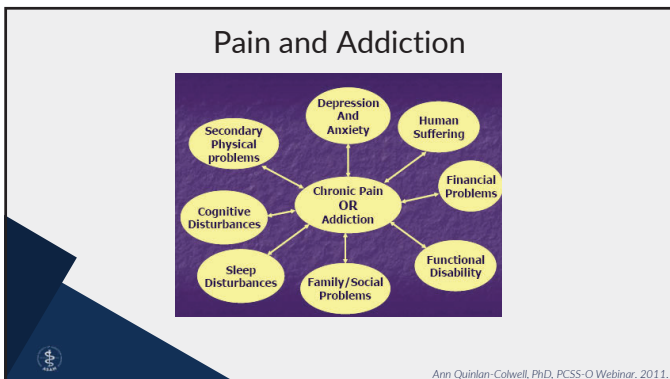 Pain and Addiction
Depression
And
Anxiety
Human
Suffering
Secondary
Physical
problems
Financial
Problems
Chronic Pain
OR
Addiction
Cognitive
Disturbances
Functional
Disability
Sleep
Disturbances
Family/Social
Problems
ASAM
Ann Quinlan-Colwell, PhD, PCSS-O Webinar, 2011.